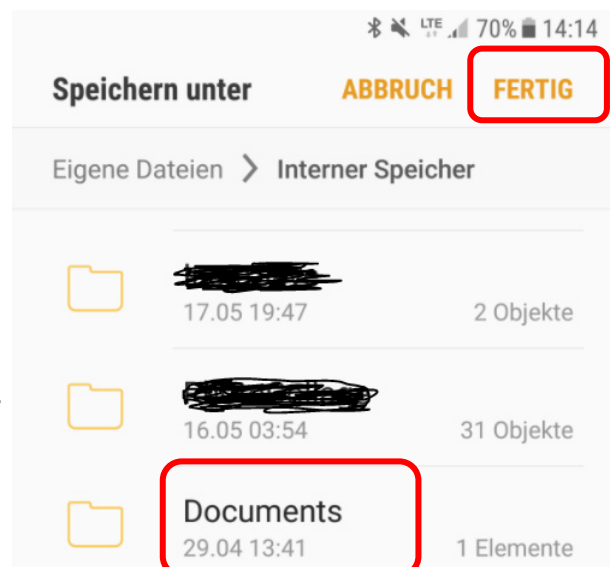 LTE 70% 14:14
Speichern unter ABBRUCH FERTIG
Eigene Dateien > Interner Speicher
17.05 19:47 2 Objekte
16.05 03:54 31 Objekte
Documents
29.04 13:41 1 Elemente